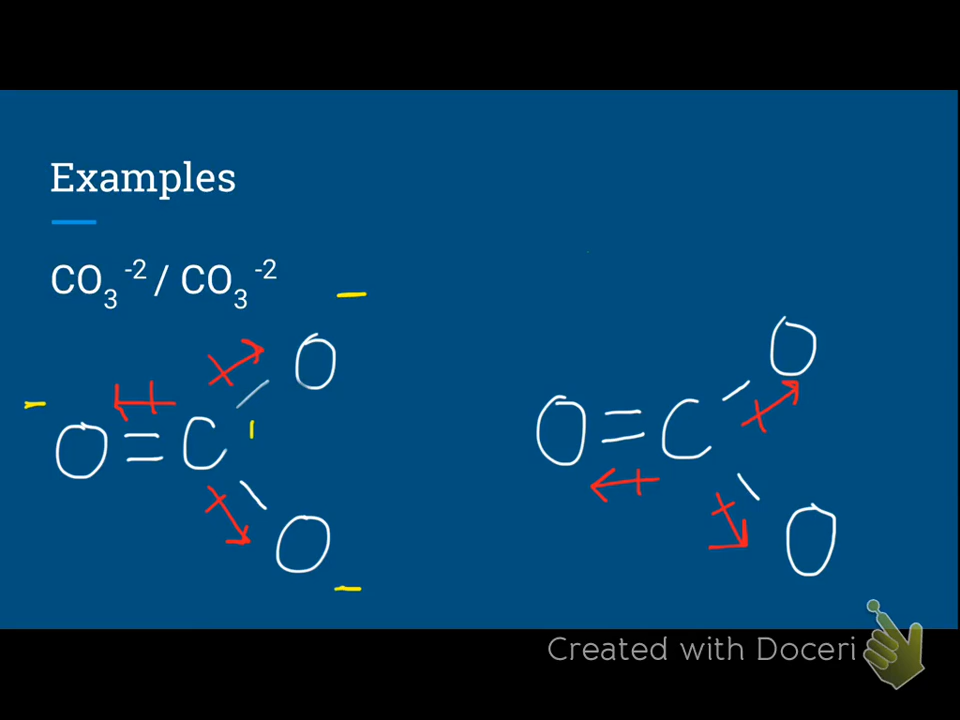 Examples
CO₃⁻² / CO₃⁻²
O O
O = C O = C
O O
Created with Doceri